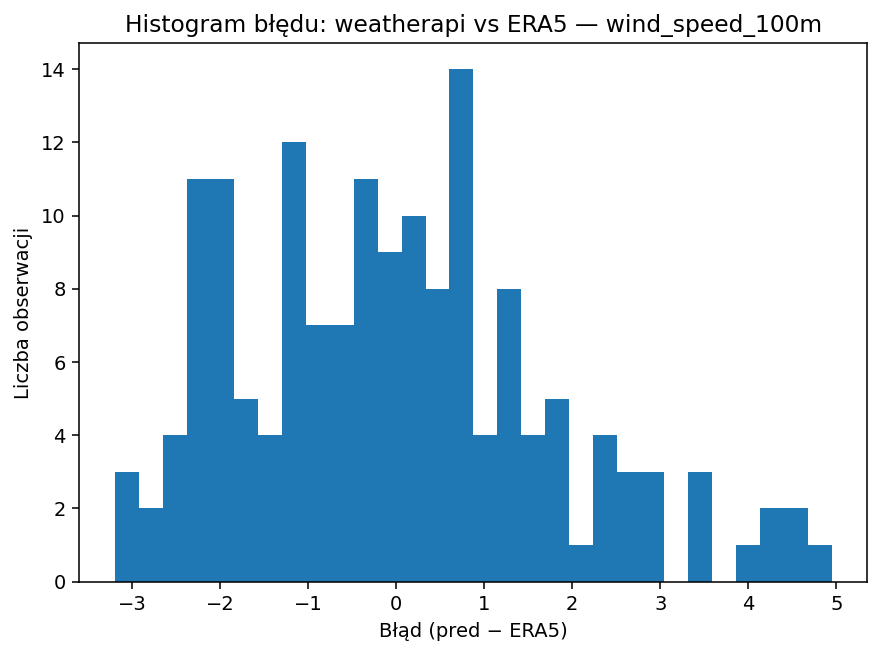 Histogram błędu: weatherapi vs ERA5 — wind_speed_100m
14
12
10
8
6
4
2
0
Liczba obserwacji
−3 −2 −1 0 1 2 3 4 5
Błąd (pred − ERA5)